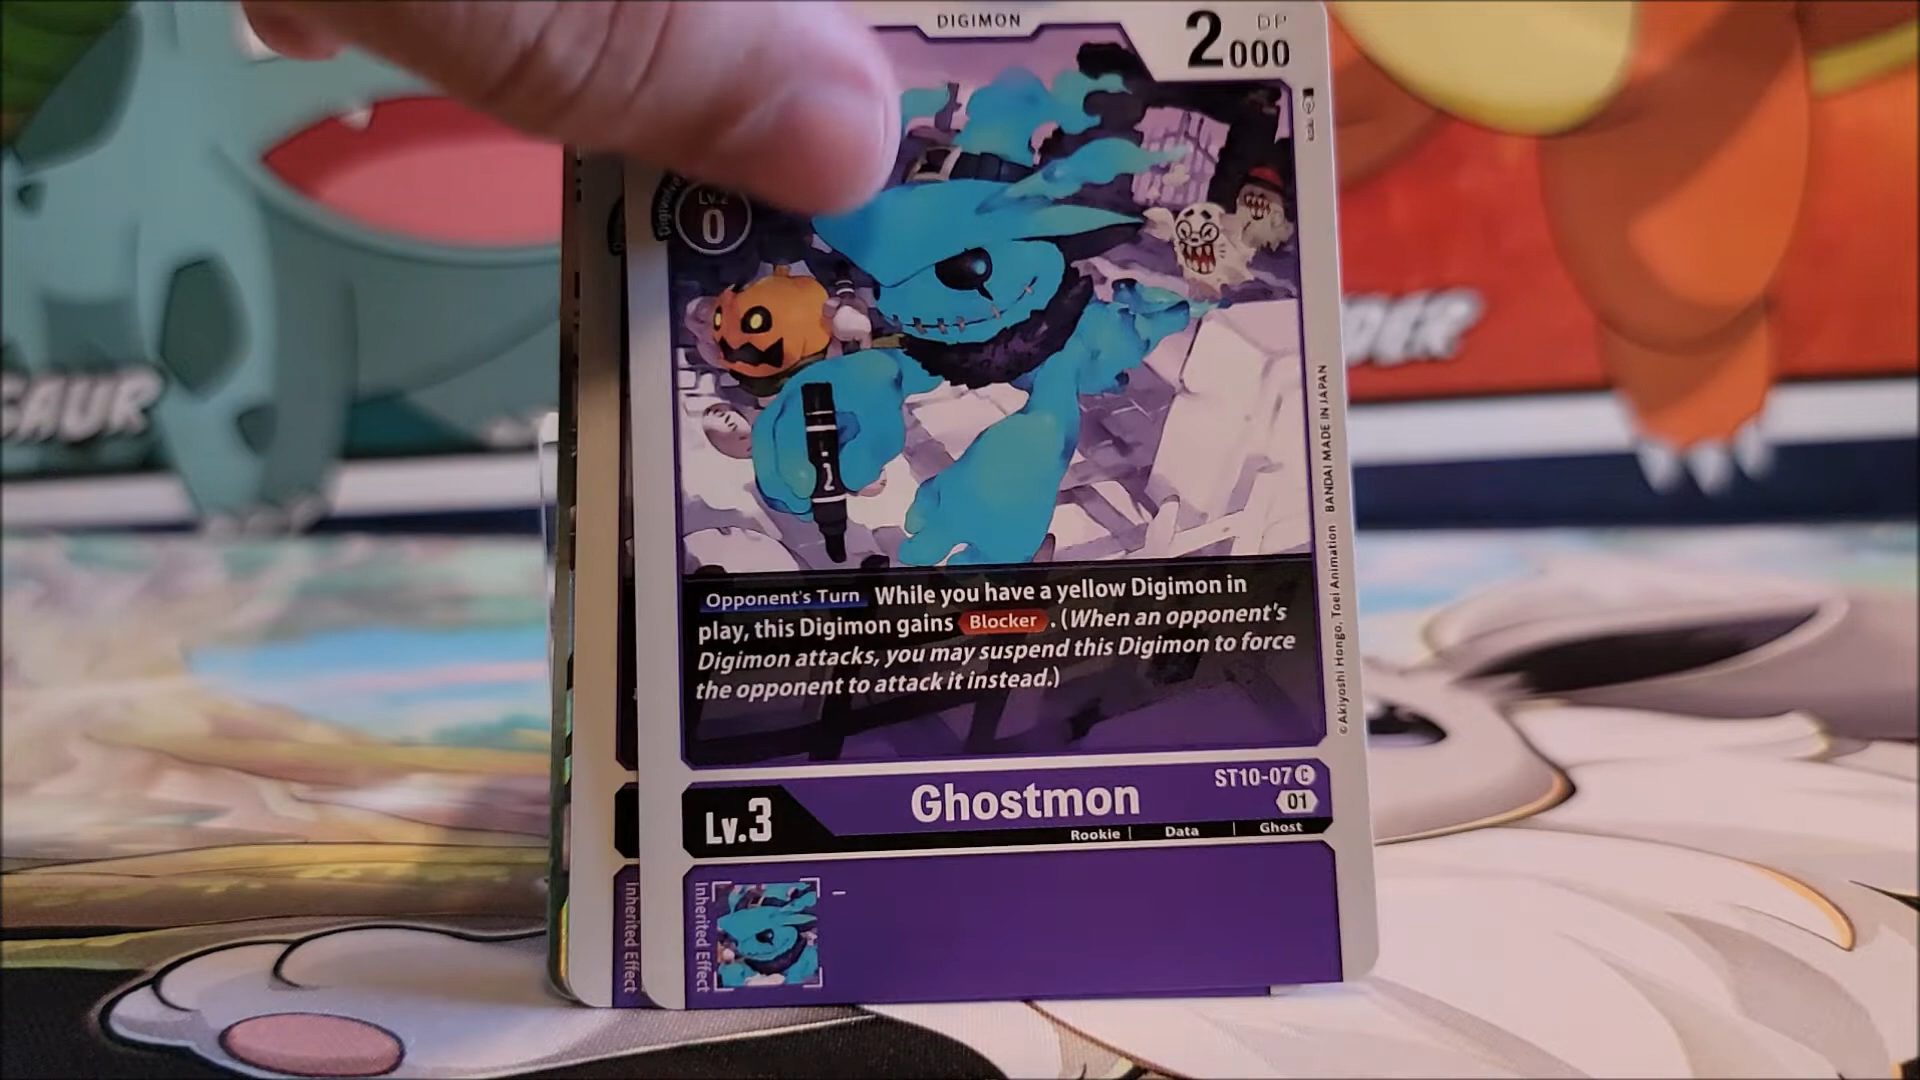 DIGIMON
DP
2000
Lv.2
0
Opponent's Turn While you have a yellow Digimon in
play, this Digimon gains Blocker. (When an opponent's
Digimon attacks, you may suspend this Digimon to force
the opponent to attack it instead.)
©Akiyoshi Hongo, Toei Animation BANDAI MADE IN JAPAN
ST10-07 C
01
Lv.3
Ghostmon
Rookie | Data | Ghost
Inherited Effect
Inherited Effect
–
SAUR
DER